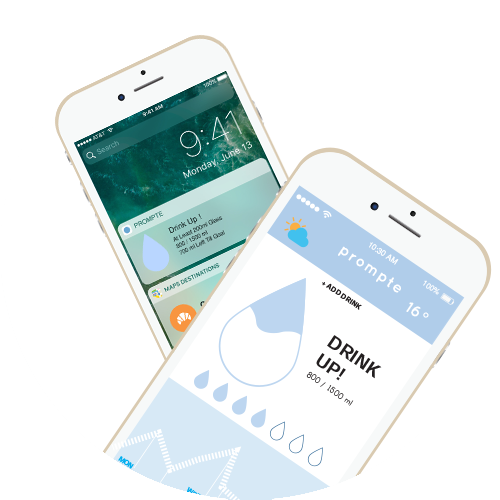 AT&T
9:41 AM
100%
Search
9:41
Monday, June 13
PROMPTE
Drink Up !
At Least 200ml Glass
800 / 1500 ml
700 ml Left Till Goal
MAPS DESTINATIONS
10:30 AM
100%
prompte
16 °
+ ADD DRINK
DRINK
UP!
800 / 1500 ml
MON